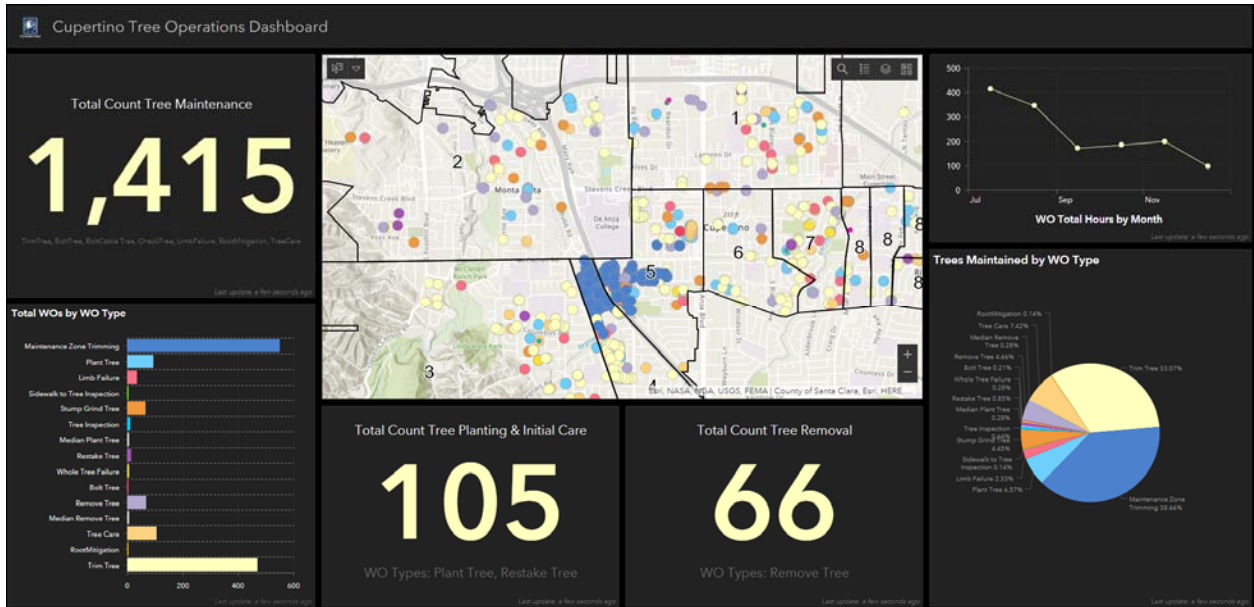 Cupertino Tree Operations Dashboard
Total Count Tree Maintenance
1,415
TrimTree, BoltTree, BoltCable Tree, CheckTree, LimbFailure, RootMitigation, TreeCare
Last update: a few seconds ago
Total WOs by WO Type
Maintenance Zone Trimming
Plant Tree
Limb Failure
Sidewalk to Tree Inspection
Stump Grind Tree
Tree Inspection
Median Plant Tree
Restake Tree
Whole Tree Failure
Bolt Tree
Remove Tree
Median Remove Tree
Tree Care
RootMitigation
Trim Tree
0 200 400 600
Last update: a few seconds ago
1
2
Monta Vista
Stevens Creek Blvd
Stevens Creek Blvd
De Anza
College
Main Street
Cupertino
6
7
8
8
8
8
5
McClellan
Ranch Park
3
4
+
−
Esri, NASA, NGA, USGS, FEMA | County of Santa Clara, Esri, HERE,...
Total Count Tree Planting & Initial Care
105
WO Types: Plant Tree, Restake Tree
Last update: a few seconds ago
Total Count Tree Removal
66
WO Types: Remove Tree
Last update: a few seconds ago
500
400
300
200
100
0
Jul Sep Nov
WO Total Hours by Month
Last update: a few seconds ago
Trees Maintained by WO Type
RootMitigation 0.14%
Tree Care 7.42%
Median Remove
Tree 0.28%
Remove Tree 4.66%
Bolt Tree 0.21%
Whole Tree Failure
0.28%
Restake Tree 0.85%
Median Plant Tree
0.28%
Tree Inspection
Stump Grind Tree
4.45%
Sidewalk to Tree
Inspection 0.14%
Limb Failure 2.33%
Plant Tree 6.57%
Trim Tree 33.07%
Maintenance Zone
Trimming 38.66%
Last update: a few seconds ago